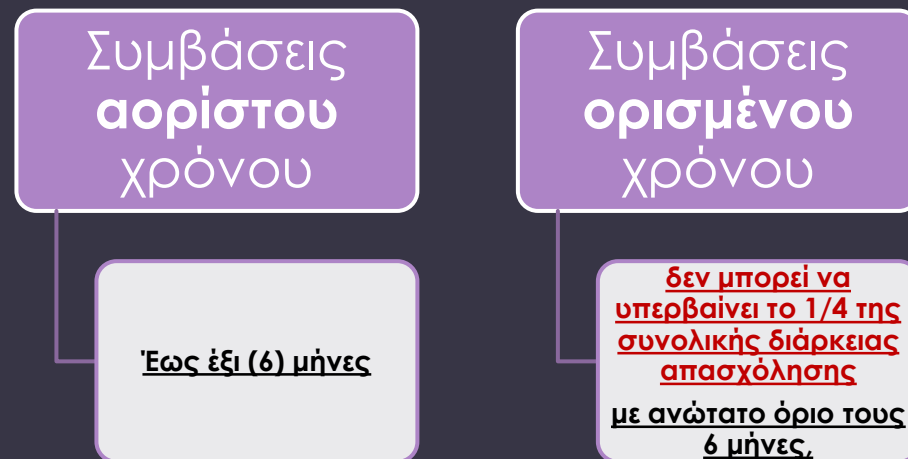 Συμβάσεις
αορίστου
χρόνου
Έως έξι (6) μήνες
Συμβάσεις
ορισμένου
χρόνου
δεν μπορεί να
υπερβαίνει το 1/4 της
συνολικής διάρκειας
απασχόλησης
με ανώτατο όριο τους
6 μήνες,